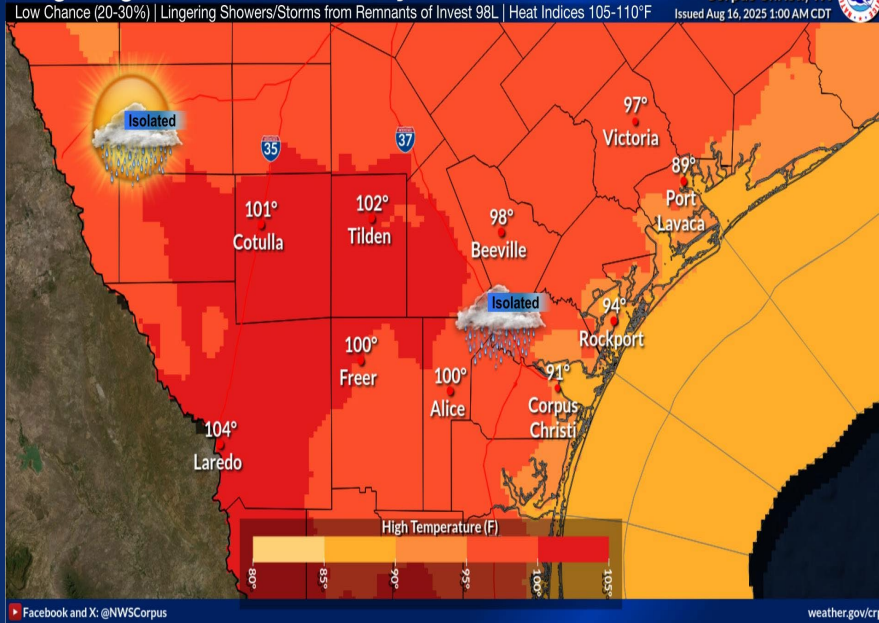 Low Chance (20-30%) | Lingering Showers/Storms from Remnants of Invest 98L | Heat Indices 105-110°F
Issued Aug 16, 2025 1:00 AM CDT
Isolated
35
37
97°
Victoria
89°
Port
Lavaca
101°
Cotulla
102°
Tilden
98°
Beeville
Isolated
94°
Rockport
100°
Freer
100°
Alice
91°
Corpus
Christi
104°
Laredo
High Temperature (F)
80°
85°
90°
95°
100°
105°
Facebook and X: @NWSCorpus
weather.gov/crp